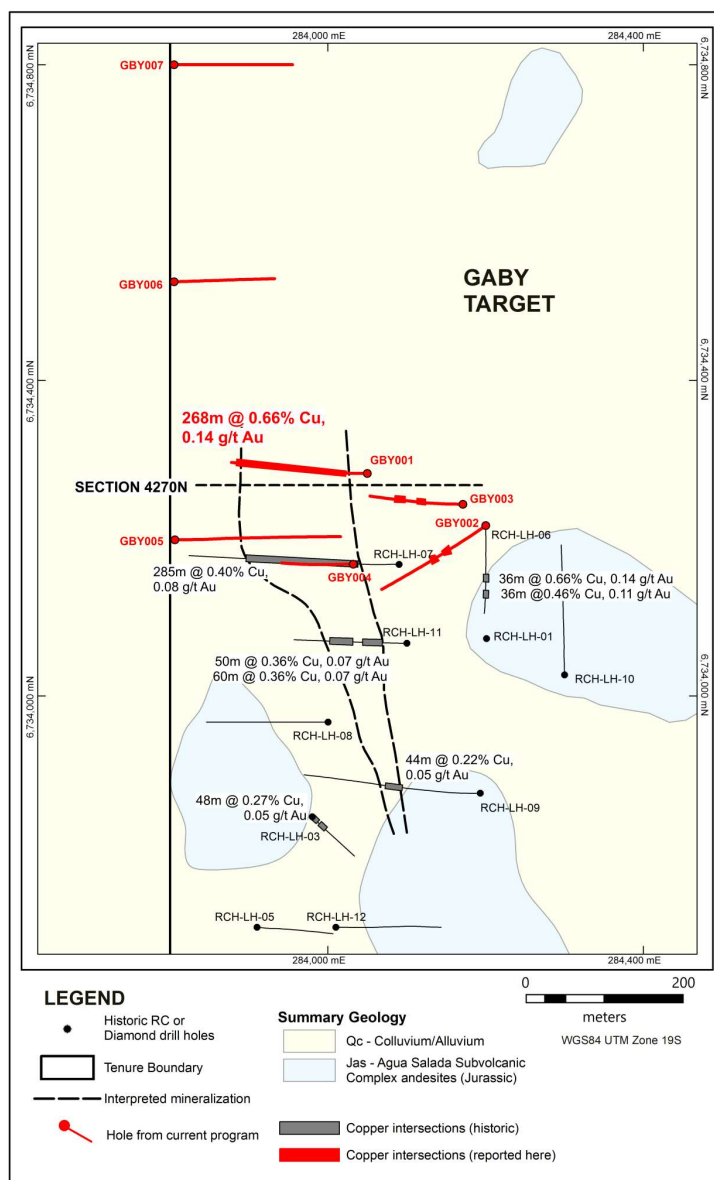 284,000 mE
284,400 mE
6,734,800 mN
6,734,800 mN
GBY007
GBY006
GABY
TARGET
6,734,400 mN
6,734,400 mN
268m @ 0.66% Cu,
0.14 g/t Au
GBY001
SECTION 4270N
GBY003
GBY002
RCH-LH-06
GBY005
RCH-LH-07
GBY004
285m @ 0.40% Cu,
0.08 g/t Au
36m @ 0.66% Cu, 0.14 g/t Au
36m @0.46% Cu, 0.11 g/t Au
RCH-LH-11
RCH-LH-01
50m @ 0.36% Cu, 0.07 g/t Au
60m @ 0.36% Cu, 0.07 g/t Au
RCH-LH-10
6,734,000 mN
6,734,000 mN
RCH-LH-08
44m @ 0.22% Cu,
0.05 g/t Au
RCH-LH-09
48m @ 0.27% Cu,
0.05 g/t Au
RCH-LH-03
RCH-LH-05
RCH-LH-12
284,000 mE
284,400 mE
LEGEND
Historic RC or
Diamond drill holes
Tenure Boundary
Interpreted mineralization
Hole from current program
Summary Geology
Qc - Colluvium/Alluvium
Jas - Agua Salada Subvolcanic
Complex andesites (Jurassic)
Copper intersections (historic)
Copper intersections (reported here)
0
200
meters
WGS84 UTM Zone 19S